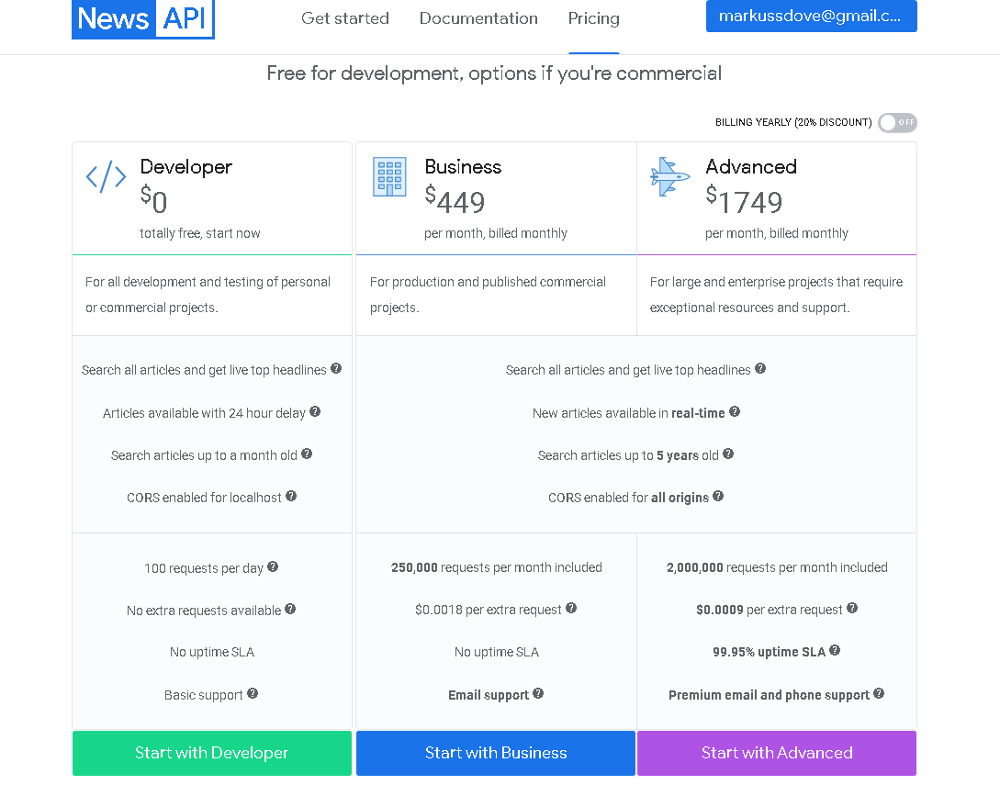 News API
Get started
Documentation
Pricing
markussdove@gmail.c...
Free for development, options if you're commercial
BILLING YEARLY (20% DISCOUNT) OFF
Developer
$0
totally free, start now
For all development and testing of personal
or commercial projects.
Business
$449
per month, billed monthly
For production and published commercial
projects.
Advanced
$1749
per month, billed monthly
For large and enterprise projects that require
exceptional resources and support.
Search all articles and get live top headlines ?
Articles available with 24 hour delay ?
Search articles up to a month old ?
CORS enabled for localhost ?
Search all articles and get live top headlines ?
New articles available in real-time ?
Search articles up to 5 years old ?
CORS enabled for all origins ?
100 requests per day ?
No extra requests available ?
No uptime SLA
Basic support ?
250,000 requests per month included
$0.0018 per extra request ?
No uptime SLA
Email support ?
2,000,000 requests per month included
$0.0009 per extra request ?
99.95% uptime SLA ?
Premium email and phone support ?
Start with Developer
Start with Business
Start with Advanced